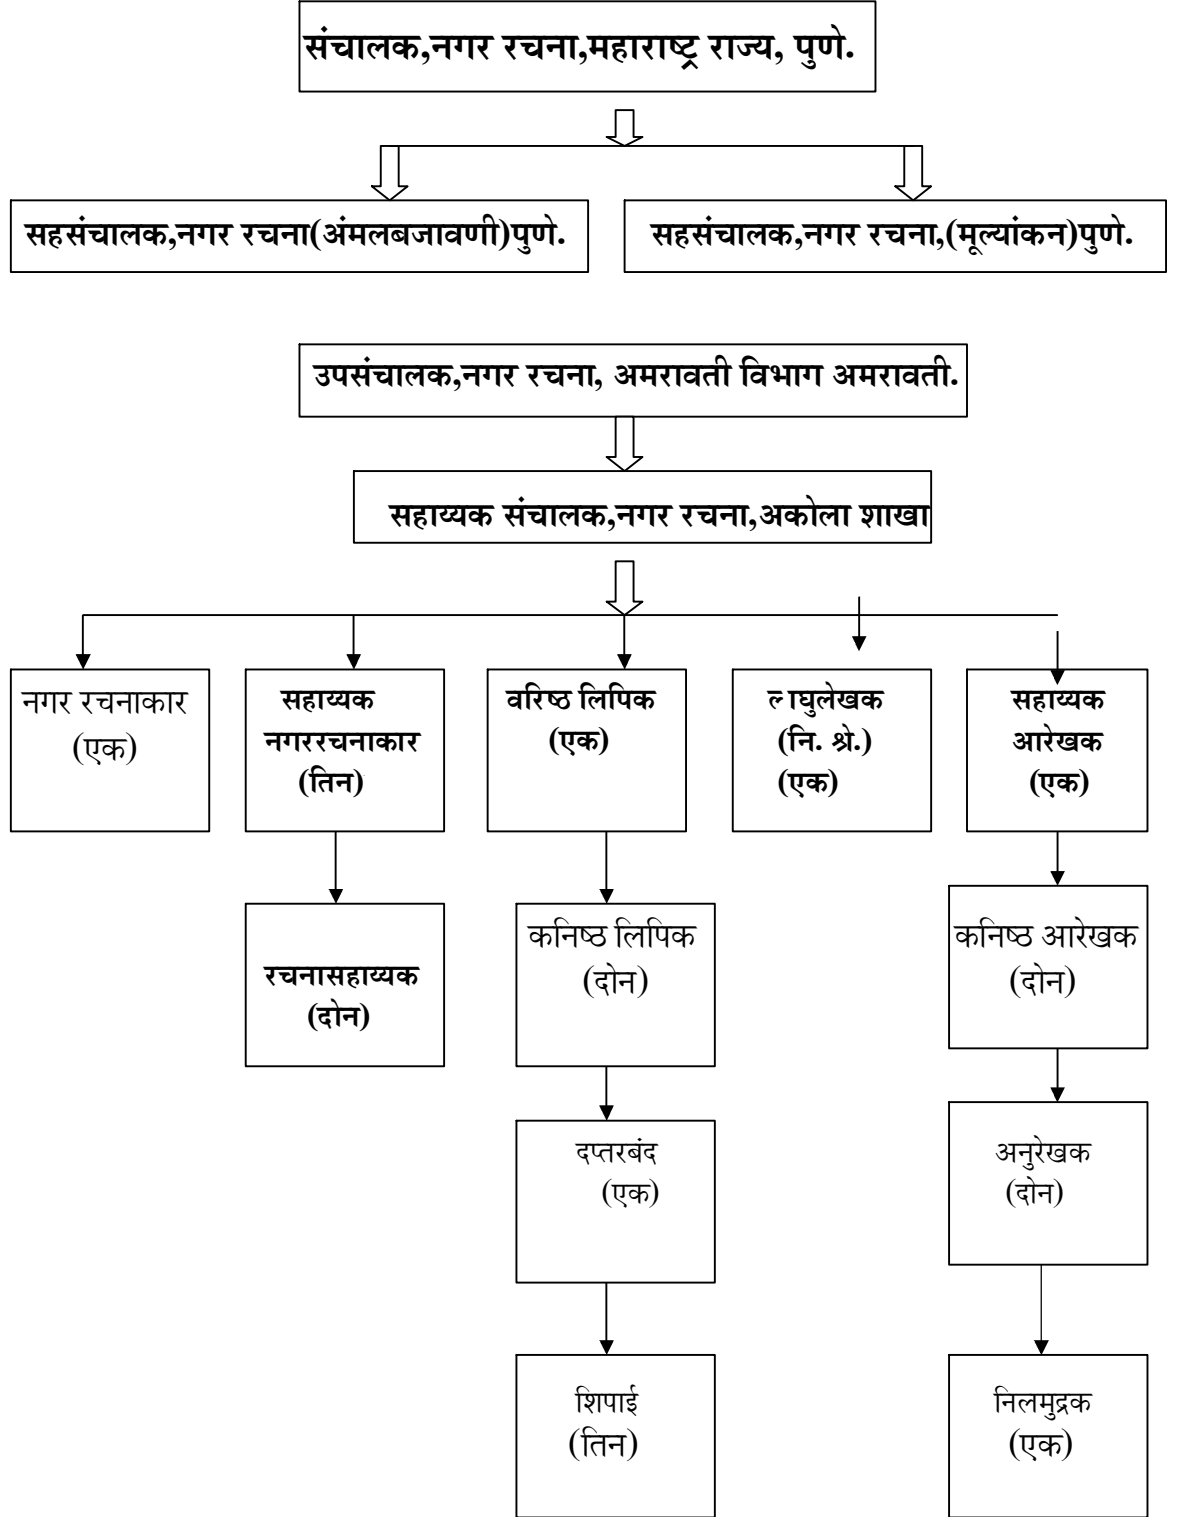 संचालक,नगर रचना,महाराष्ट्र राज्य, पुणे.
सहसंचालक,नगर रचना(अंमलबजावणी)पुणे.
सहसंचालक,नगर रचना,(मूल्यांकन)पुणे.
उपसंचालक,नगर रचना, अमरावती विभाग अमरावती.
सहाय्यक संचालक,नगर रचना,अकोला शाखा
नगर रचनाकार
(एक)
सहाय्यक
नगररचनाकार
(तिन)
वरिष्ठ लिपिक
(एक)
लाघुलेखक
(नि. श्रे.)
(एक)
सहाय्यक
आरेखक
(एक)
रचनासहाय्यक
(दोन)
कनिष्ठ लिपिक
(दोन)
कनिष्ठ आरेखक
(दोन)
दप्तरबंद
(एक)
अनुरेखक
(दोन)
शिपाई
(तिन)
निलमुद्रक
(एक)